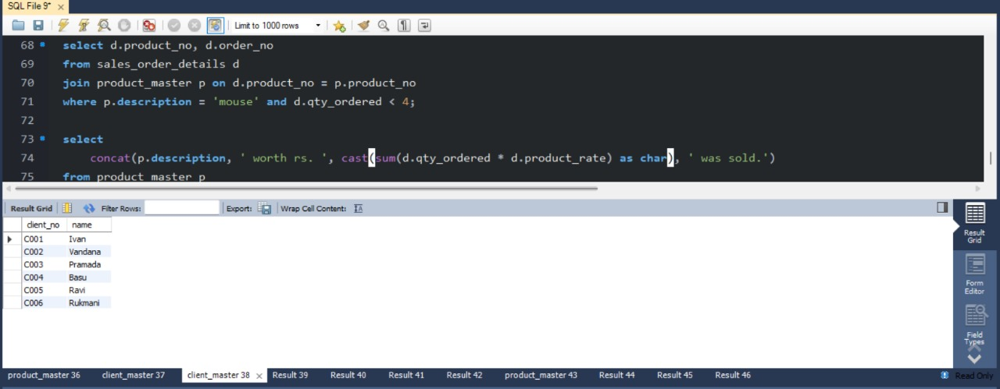 SQL File 9* ×
Limit to 1000 rows
68 select d.product_no, d.order_no
69 from sales_order_details d
70 join product_master p on d.product_no = p.product_no
71 where p.description = 'mouse' and d.qty_ordered < 4;
72
73 select
74 concat(p.description, ' worth rs. ', cast(sum(d.qty_ordered * d.product_rate) as char), ' was sold.')
75 from product_master p
Result Grid Filter Rows: Export: Wrap Cell Content: IA
client_no name
C001 Ivan
C002 Vandana
C003 Pramada
C004 Basu
C005 Ravi
C006 Rukmani
Result
Grid
Form
Editor
Field
Types
product_master 36 client_master 37 client_master 38 × Result 39 Result 40 Result 41 Result 42 product_master 43 Result 44 Result 45 Result 46 Read Only